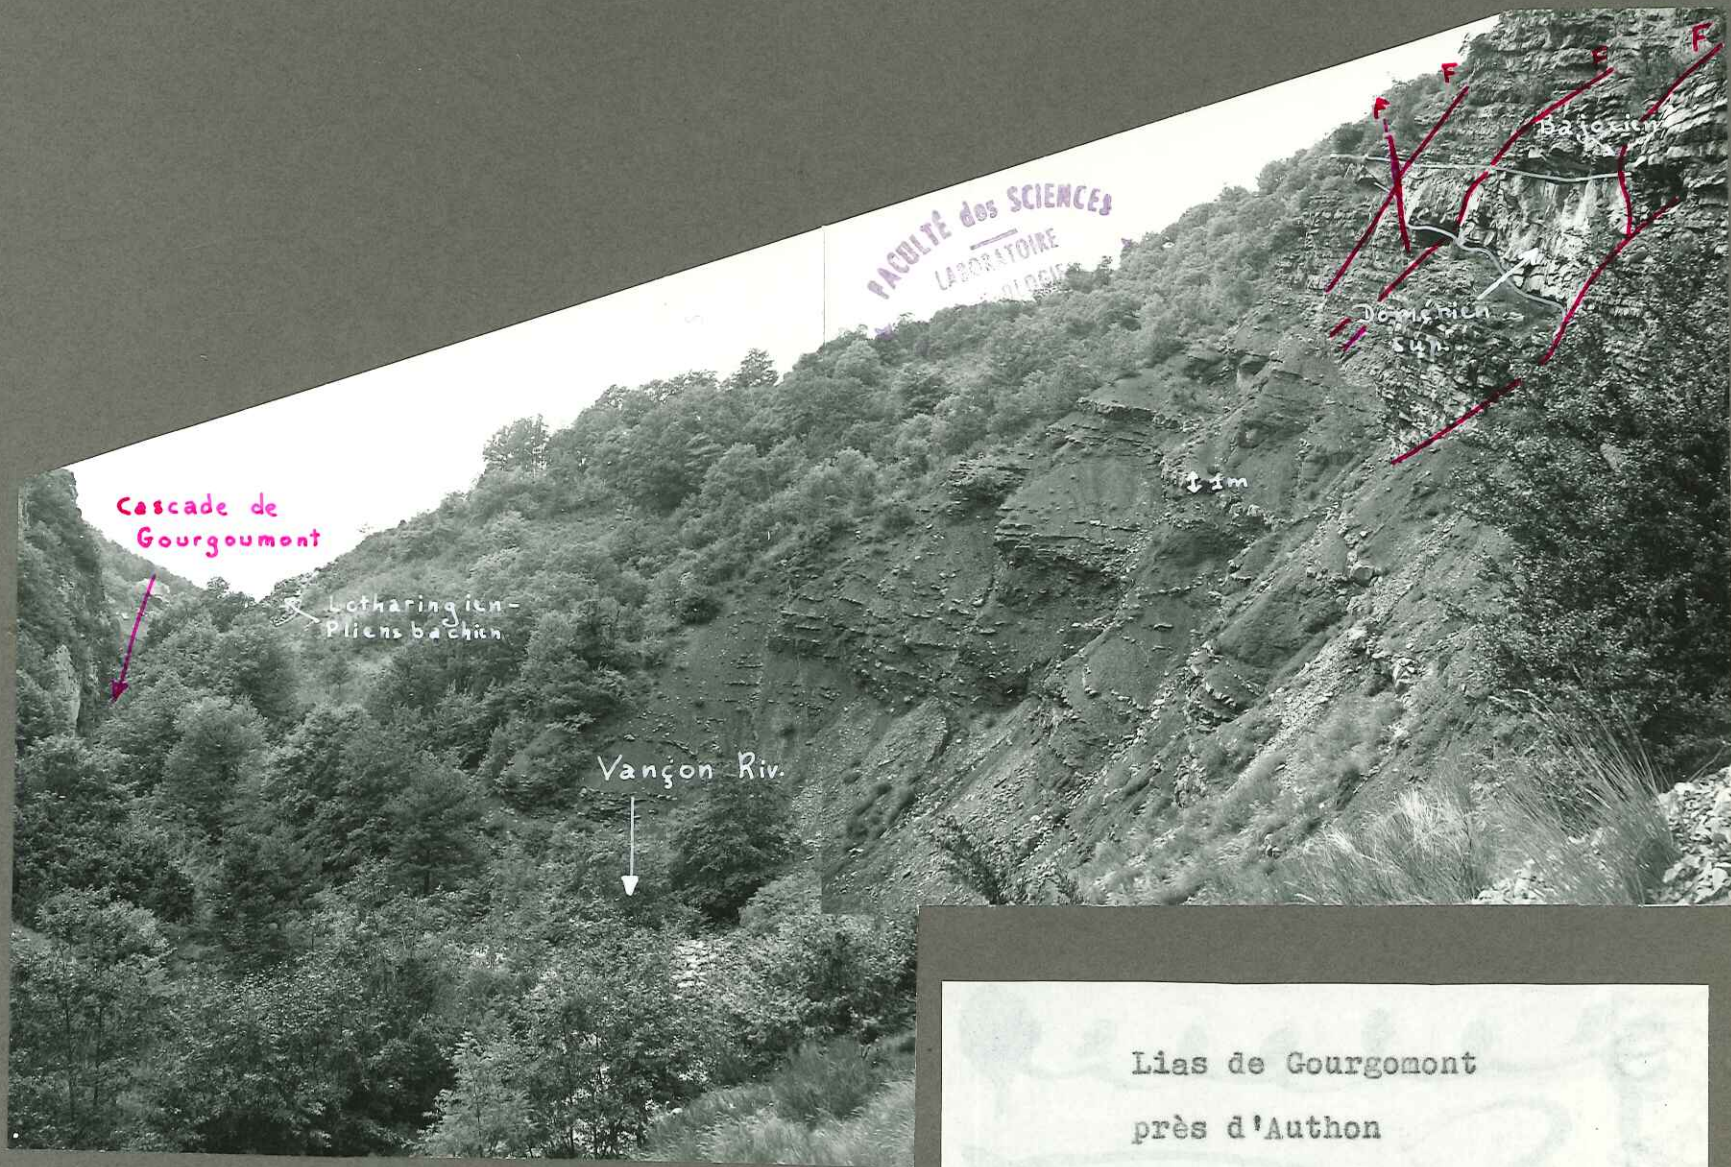 F
F
F
F
Bajocien
FACULTÉ des SCIENCES
LABORATOIRE
Domérien
sup.
1m
Cascade de
Gourgoumont
Lotharingien-
Pliensbachien
Vançon Riv.
Lias de Gourgomont
près d'Authon